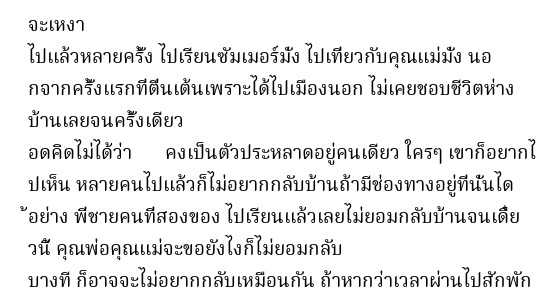 จะเหงา
ไปแล้วหลายครั้ง ไปเรียนซัมเมอร์มั่ง ไปเที่ยวกับคุณแม่มั่ง นอ
กจากครั้งแรกที่ตื่นเต้นเพราะได้ไปเมืองนอก ไม่เคยชอบชีวิตห่าง
บ้านเลยจนครั้งเดียว
อดคิดไม่ได้ว่า คงเป็นตัวประหลาดอยู่คนเดียว ใครๆ เขาก็อยากไ
ปเห็น หลายคนไปแล้วก็ไม่อยากกลับบ้านถ้ามีช่องทางอยู่ที่นั่นได
้อย่าง พี่ชายคนที่สองของ ไปเรียนแล้วเลยไม่ยอมกลับบ้านจนเดี๋ย
วนี้ คุณพ่อคุณแม่จะขอยังไงก็ไม่ยอมกลับ
บางที ก็อาจจะไม่อยากกลับเหมือนกัน ถ้าหากว่าเวลาผ่านไปสักพัก